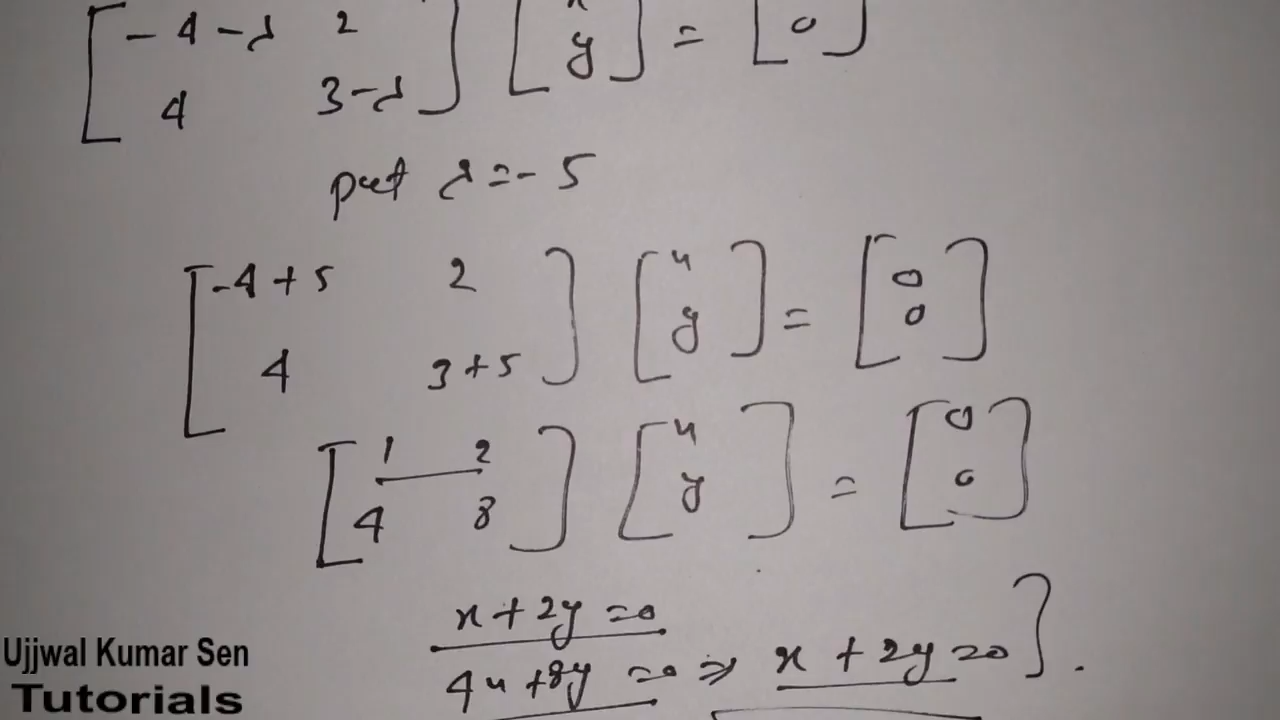 [ -4-λ 2 ] [ x ] = [
[ 4 3-λ ] [ y ] = [ 0 ]
put λ=-5
[ -4+5 2 ] [ x ] = [ 0 ]
[ 4 3+5 ] [ y ] = [ 0 ]
[ 1 2 ] [ x ] = [ 0 ]
[ 4 8 ] [ y ] = [ 0 ]
x+2y=0
4x+8y=0 ⇒ x+2y=0 ] .
Ujjwal Kumar Sen
Tutorials